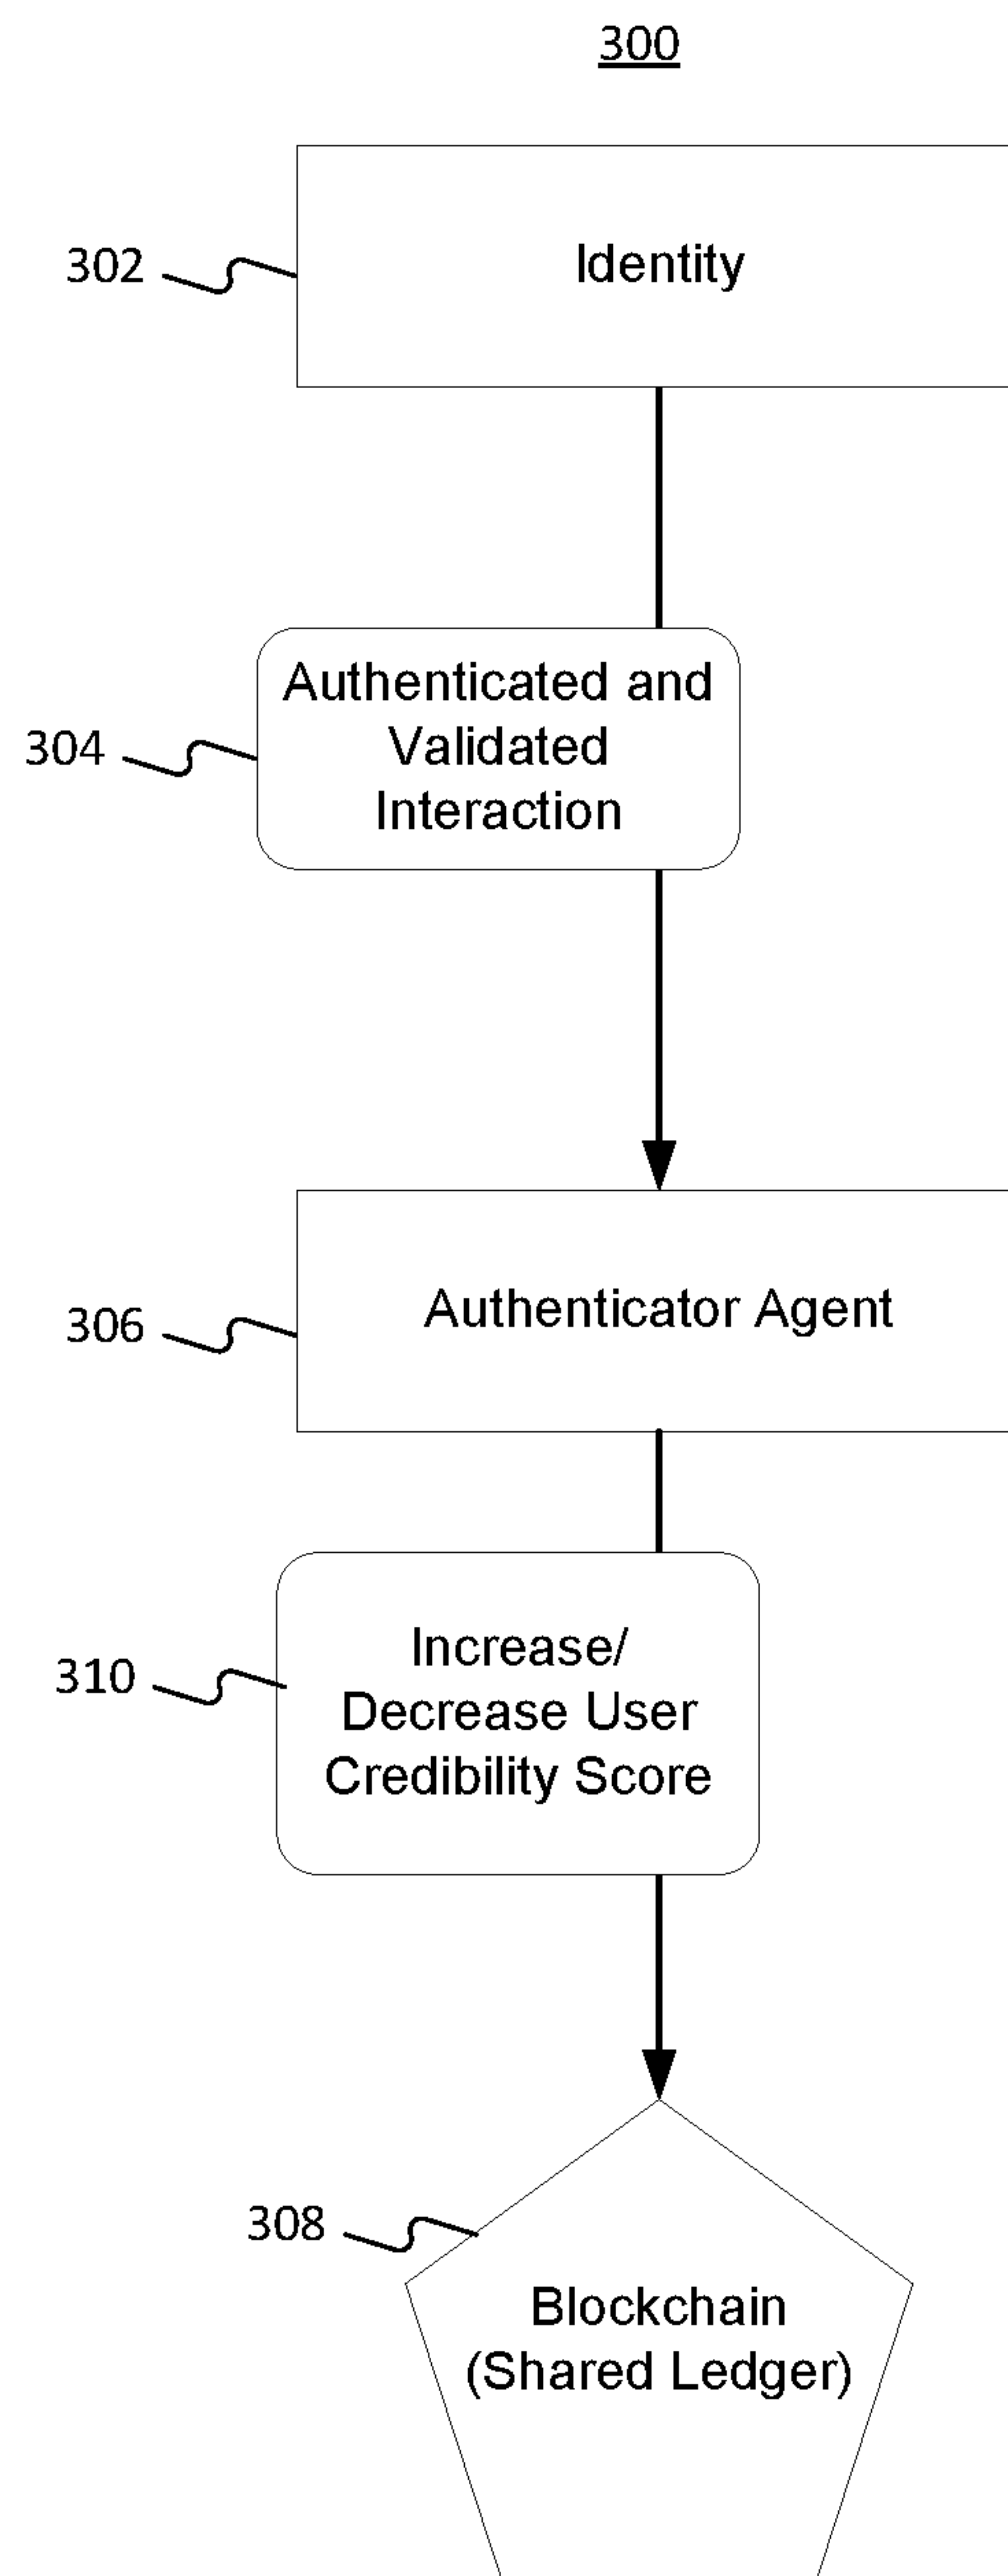 300
302
Identity
304
Authenticated and
Validated
Interaction
306
Authenticator Agent
310
Increase/
Decrease User
Credibility Score
308
Blockchain
(Shared Ledger)